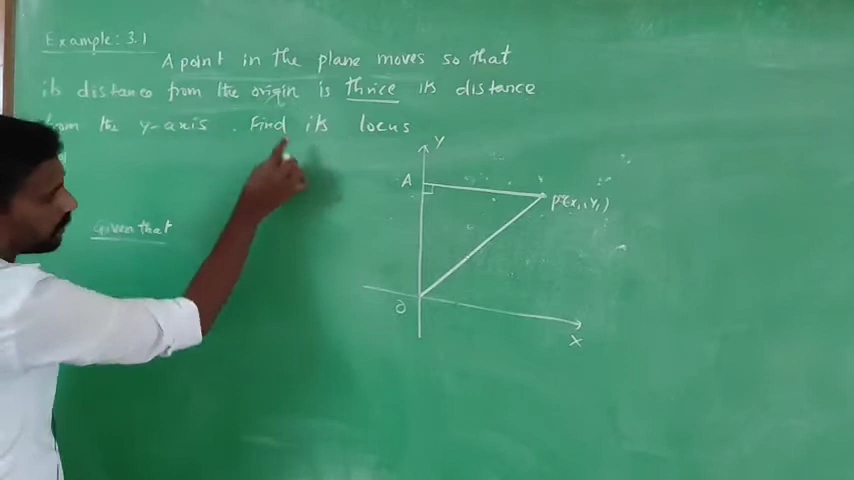 Example: 3.1
A point in the plane moves so that
its distance from the origin is thrice its distance
from the y-axis . Find its locus
Given that
Y
A
P(x₁, y₁)
O
X